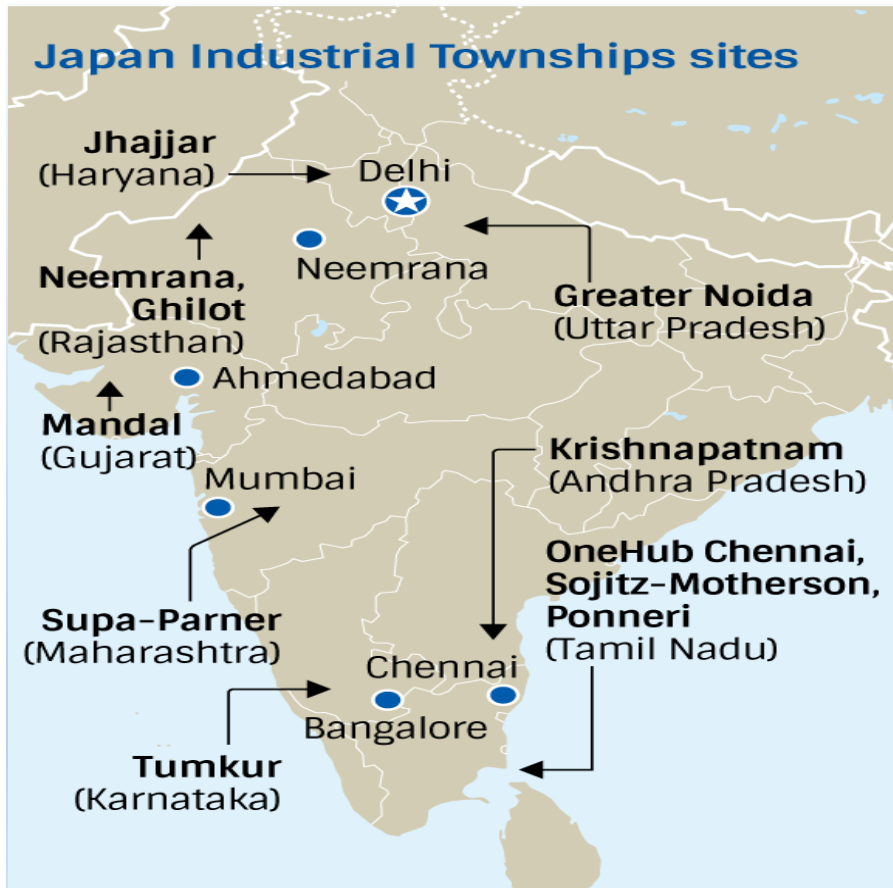 Japan Industrial Townships sites
Jhajjar
(Haryana)
Delhi
Neemrana,
Ghilot
(Rajasthan)
Neemrana
Greater Noida
(Uttar Pradesh)
Ahmedabad
Mandal
(Gujarat)
Mumbai
Krishnapatnam
(Andhra Pradesh)
OneHub Chennai,
Sojitz-Motherson,
Ponneri
(Tamil Nadu)
Supa-Parner
(Maharashtra)
Chennai
Bangalore
Tumkur
(Karnataka)